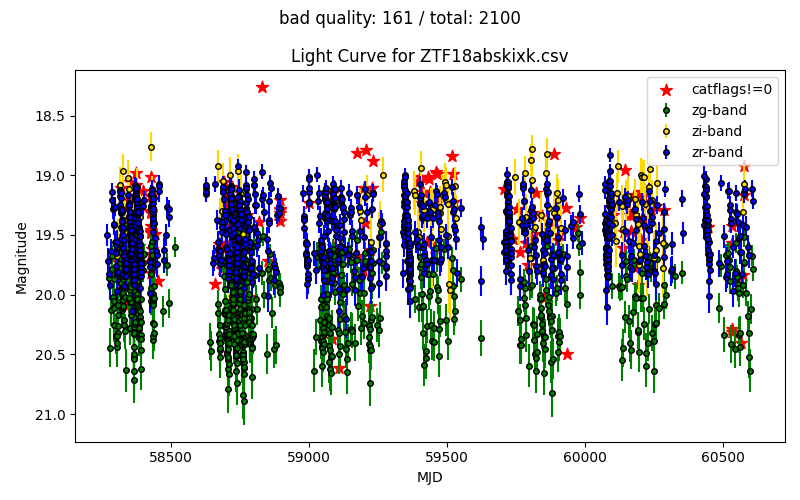 bad quality: 161 / total: 2100
Light Curve for ZTF18abskixk.csv
catflags!=0
zg-band
zi-band
zr-band
18.5
19.0
19.5
20.0
20.5
21.0
Magnitude
58500
59000
59500
60000
60500
MJD